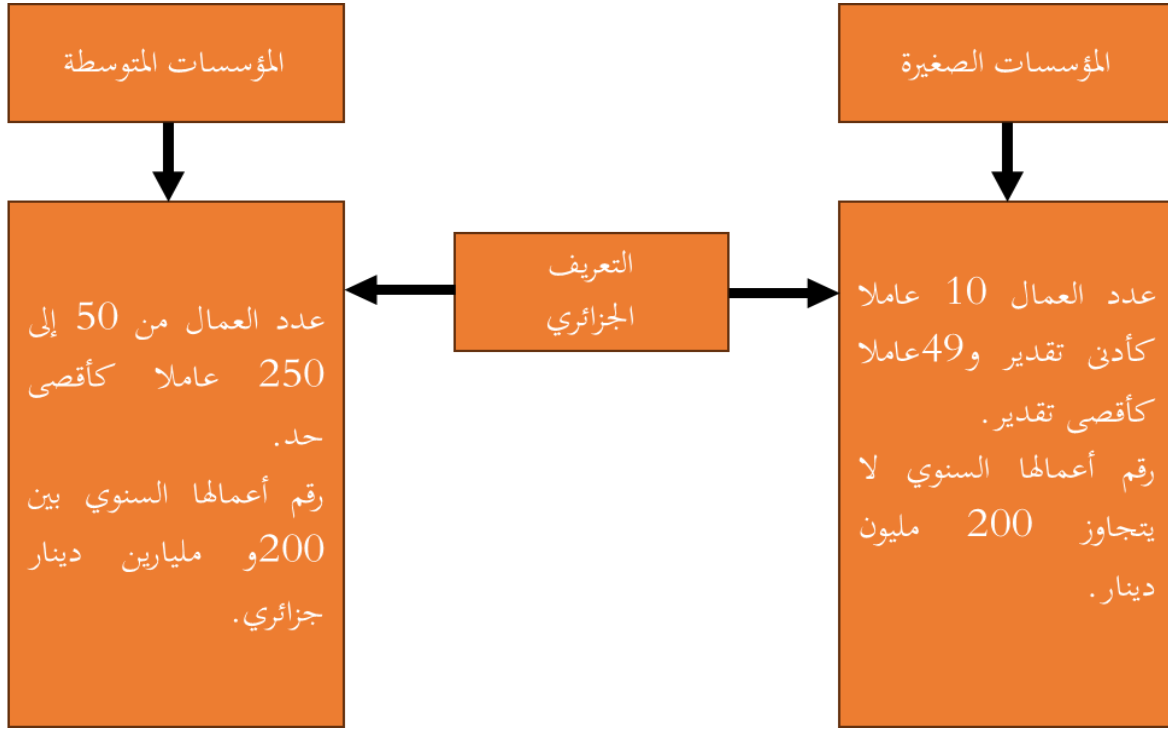 المؤسسات الصغيرة
المؤسسات المتوسطة
عدد العمال 10 عاملا
كأدنى تقدير و49عاملا
كأقصى تقدير.
رقم أعمالها السنوي لا
يتجاوز 200 مليون
دينار.
التعريف
الجزائري
عدد العمال من 50 إلى
250 عاملا كأقصى
حد.
رقم أعمالها السنوي بين
200و مليارين دينار
جزائري.